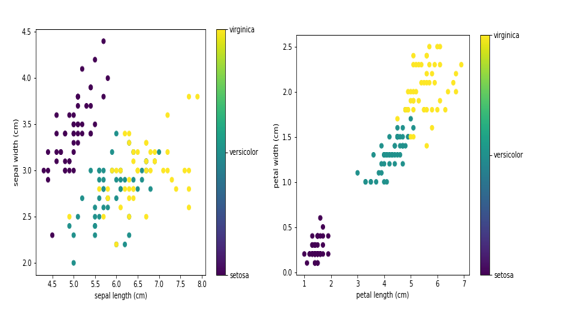 4.5
4.0
3.5
3.0
2.5
2.0
sepal width (cm)
4.5 5.0 5.5 6.0 6.5 7.0 7.5 8.0
sepal length (cm)
virginica
versicolor
setosa
2.5
2.0
1.5
1.0
0.5
0.0
petal width (cm)
1 2 3 4 5 6 7
petal length (cm)
virginica
versicolor
setosa